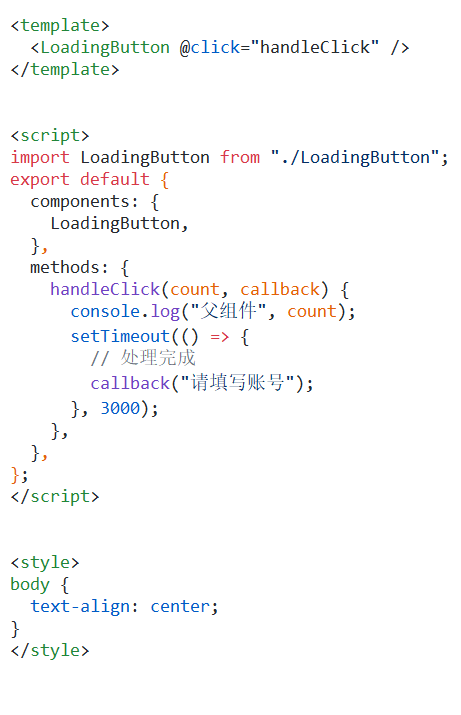 <template>
  <LoadingButton @click="handleClick" />
</template>
<script>
import LoadingButton from "./LoadingButton";
export default {
  components: {
    LoadingButton,
  },
  methods: {
    handleClick(count, callback) {
      console.log("父组件", count);
      setTimeout(() => {
        // 处理完成
        callback("请填写账号");
      }, 3000);
    },
  },
};
</script>
<style>
body {
  text-align: center;
}
</style>